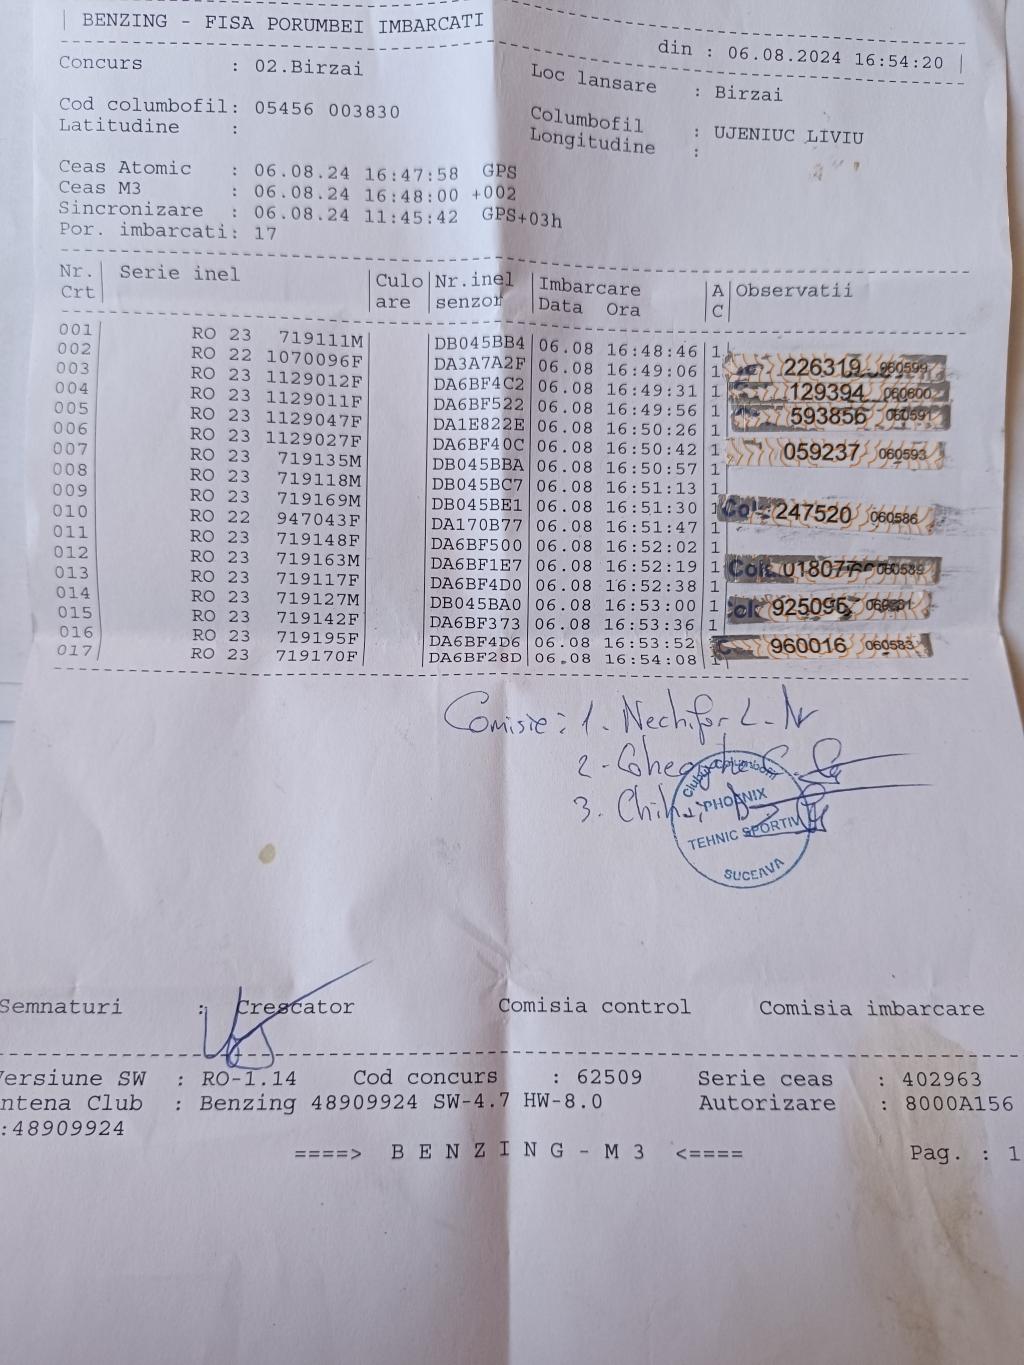 | BENZING - FISA PORUMBEI IMBARCATI din : 06.08.2024 16:54:20 |
Concurs : 02.Birzai Loc lansare : Birzai
Cod columbofil: 05456 003830 Columbofil : UJENIUC LIVIU
Latitudine : Longitudine :
Ceas Atomic : 06.08.24 16:47:58 GPS
Ceas M3 : 06.08.24 16:48:00 +002
Sincronizare : 06.08.24 11:45:42 GPS+03h
Por. imbarcati: 17
Nr. | Serie inel | Culo | Nr.inel | Imbarcare | A | Observatii
Crt | | are | senzor | Data Ora | C |
001 | RO 23 719111M | | DB045BB4 | 06.08 16:48:46 | 1 |
002 | RO 22 1070096F | | DA3A7A2F | 06.08 16:49:06 | 1 | 226319 060599
003 | RO 23 1129012F | | DA6BF4C2 | 06.08 16:49:31 | 1 | 129394 060600
004 | RO 23 1129011F | | DA6BF522 | 06.08 16:49:56 | 1 | 593856 060591
005 | RO 23 1129047F | | DA1E822E | 06.08 16:50:26 | 1 |
006 | RO 23 1129027F | | DA6BF40C | 06.08 16:50:42 | 1 | 059237 060593
007 | RO 23 719135M | | DB045BBA | 06.08 16:50:57 | 1 |
008 | RO 23 719118M | | DB045BC7 | 06.08 16:51:13 | 1 |
009 | RO 23 719169M | | DB045BE1 | 06.08 16:51:30 | 1 | Col. 247520 060586
010 | RO 22 947043F | | DA170B77 | 06.08 16:51:47 | 1 |
011 | RO 23 719148F | | DA6BF500 | 06.08 16:52:02 | 1 |
012 | RO 23 719163M | | DA6BF1E7 | 06.08 16:52:19 | 1 | Col. 018077 060589
013 | RO 23 719117F | | DA6BF4D0 | 06.08 16:52:38 | 1 |
014 | RO 23 719127M | | DB045BA0 | 06.08 16:53:00 | 1 | 925096
015 | RO 23 719142F | | DA6BF373 | 06.08 16:53:36 | 1 |
016 | RO 23 719195F | | DA6BF4D6 | 06.08 16:53:52 | 1 | 960016 060583
017 | RO 23 719170F | | DA6BF28D | 06.08 16:54:08 | 1 |
Comisie: 1. Nechifor L.
2.
3.
Clubul Columbofil
PHOENIX
TEHNIC SPORTIV
SUCEAVA
Semnaturi : Crescator Comisia control Comisia imbarcare
Versiune SW : RO-1.14 Cod concurs : 62509 Serie ceas : 402963
ntena Club : Benzing 48909924 SW-4.7 HW-8.0 Autorizare : 8000A156
:48909924
====> B E N Z I N G - M 3 <==== Pag. : 1